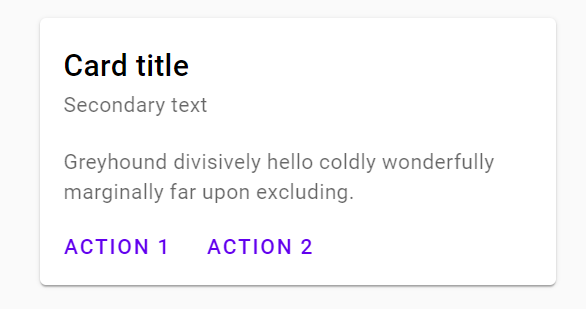 Card title
Secondary text
Greyhound divisively hello coldly wonderfully
marginally far upon excluding.
ACTION 1 ACTION 2